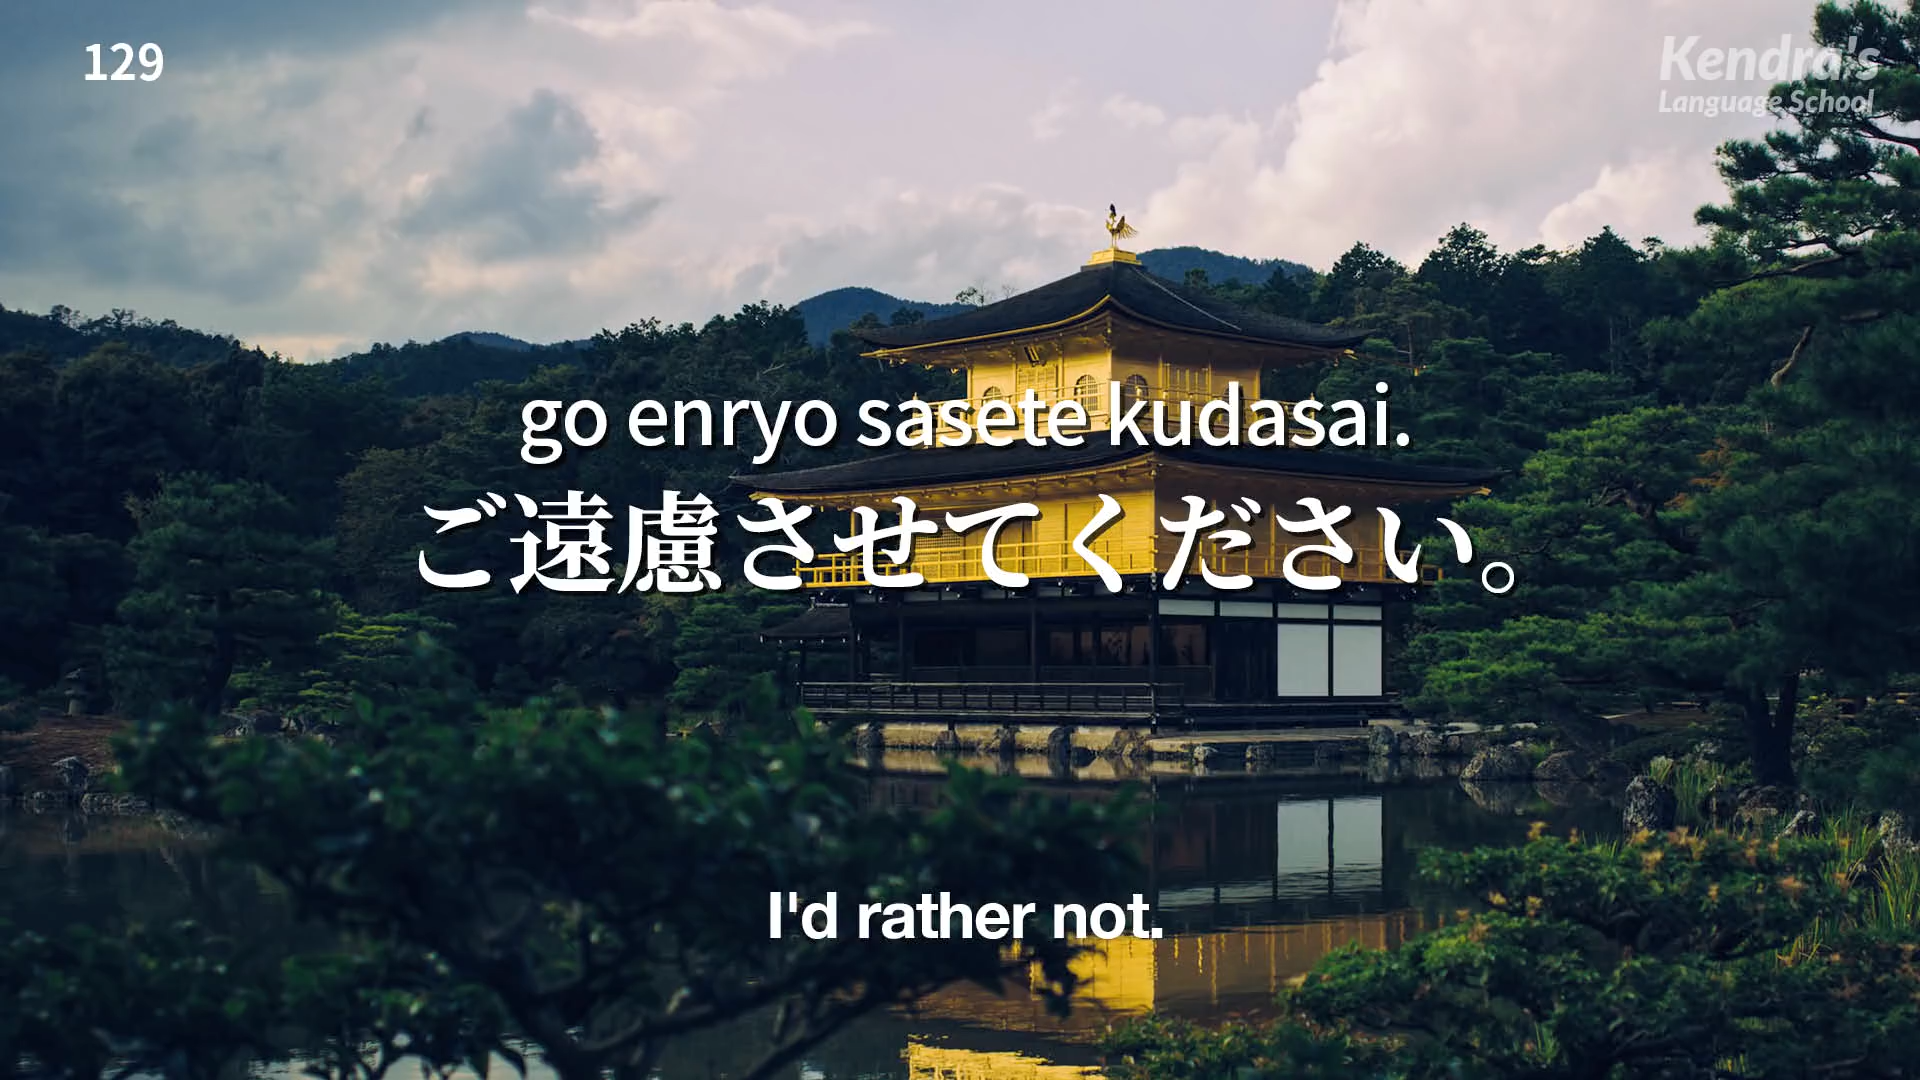 129
Kendra's
Language School
go enryo sasete kudasai.
ご遠慮させてください。
I'd rather not.